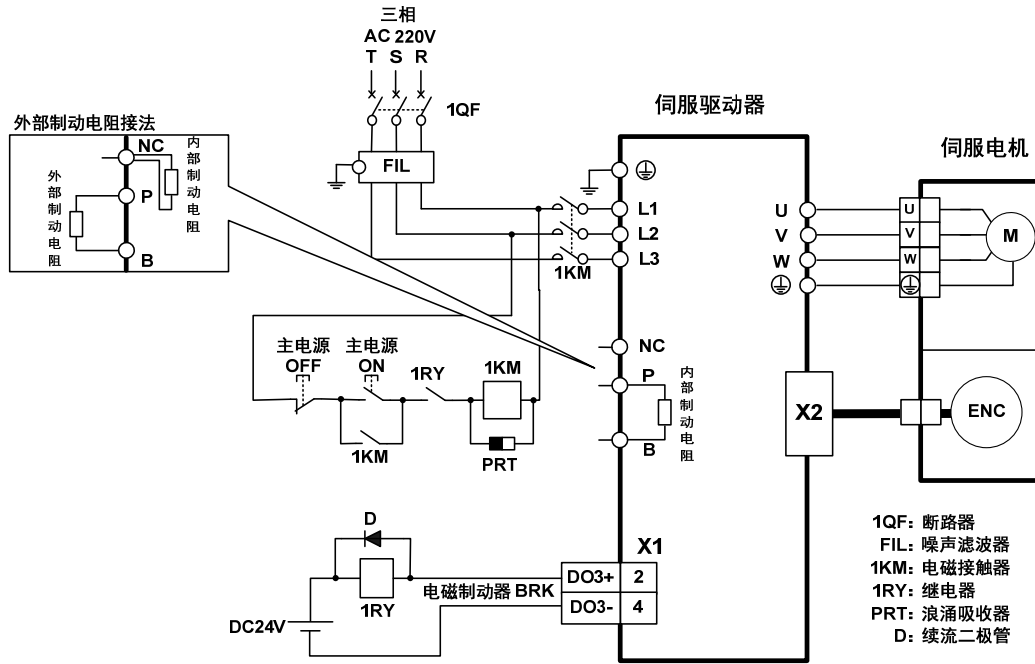 三相
AC 220V
T S R
1QF
FIL
外部制动电阻接法
NC
内部制动电阻
外部制动电阻
P
B
伺服驱动器
L1
L2
L3
1KM
NC
P
内部制动电阻
B
U
V
W
X2
伺服电机
U
V
W
M
ENC
主电源
OFF
主电源
ON
1RY
1KM
1KM
PRT
D
1RY
DC24V
电磁制动器 BRK
X1
DO3+ 2
DO3- 4
1QF: 断路器
FIL: 噪声滤波器
1KM: 电磁接触器
1RY: 继电器
PRT: 浪涌吸收器
D: 续流二极管